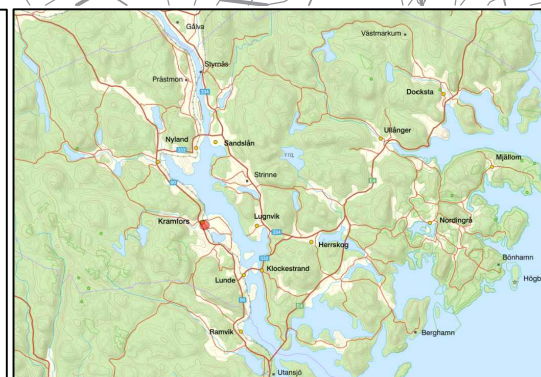 Gålva
Västmarkum
Styrnäs
Prästmon
Docksta
Ullånger
Nyland
Sandslån
Mjällom
Strinne
Kramfors
Lugnvik
Nordingrå
Herrskog
Bönhamn
Klockestrand
Lunde
Högb
Ramvik
Berghamn
Utansjö